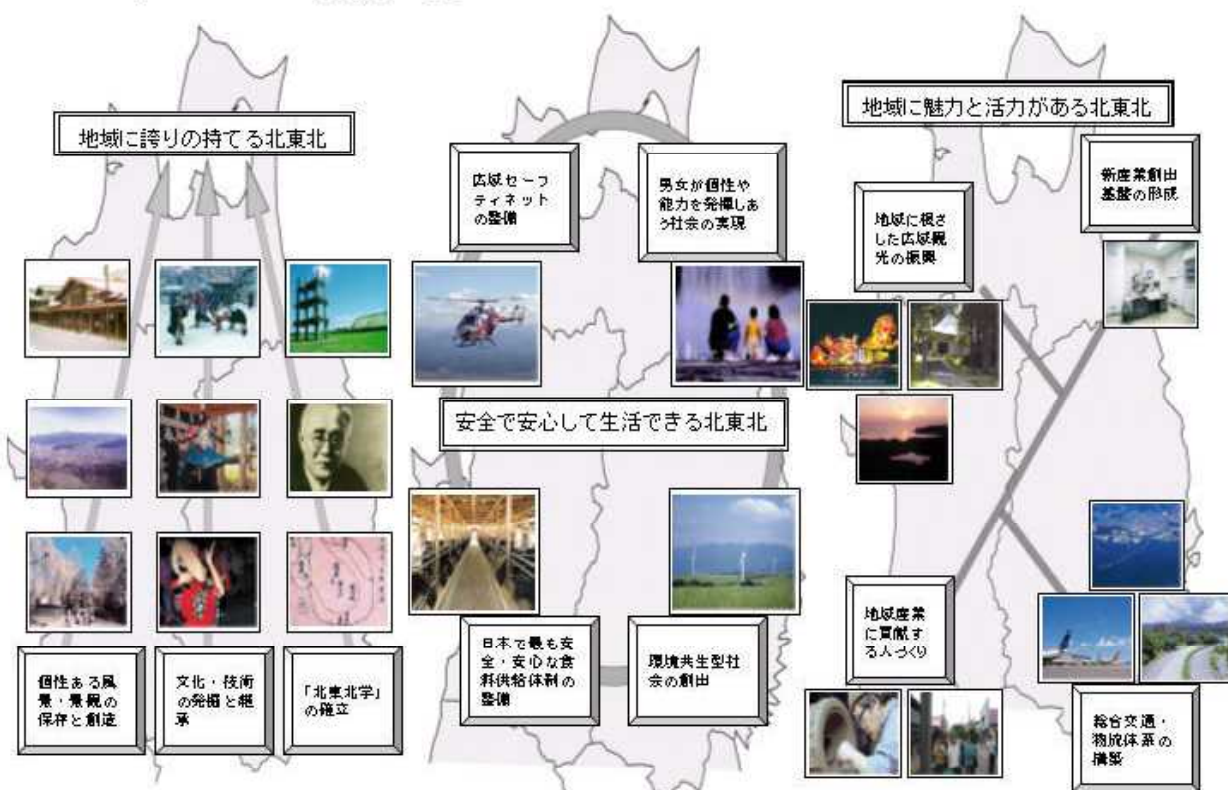 地域に誇りの持てる北東北
個性ある風
景・景観の
保存と創造
文化・技術
の発掘と継
承
「北東北学」
の確立
広域セーフ
ティネット
の整備
男女が個性や
能力を発揮しあ
う社会の実現
安全で安心して生活できる北東北
日本で最も安
全・安心な食
料供給体制の
整備
環境共生型社
会の創出
地域に魅力と活力がある北東北
地域に根ざ
した広域観
光の振興
新産業創出
基盤の形成
地域産業
に貢献す
る人づくり
総合交通・
物流体系の
構築